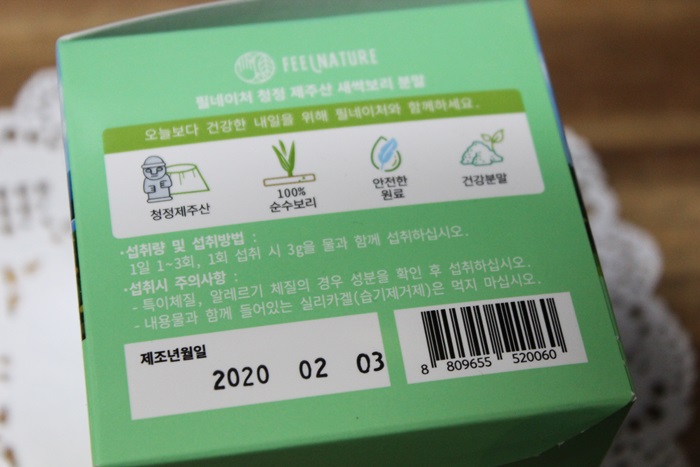 FEELNATURE
필네이처 청정 제주산 새싹보리 분말
오늘보다 건강한 내일을 위해 필네이처와 함께하세요.
청정제주산
100%
순수보리
안전한
원료
건강분말
·섭취량 및 섭취방법 :
1일 1~3회, 1회 섭취 시 3g을 물과 함께 섭취하십시오.
·섭취시 주의사항 :
- 특이체질, 알레르기 체질의 경우 성분을 확인 후 섭취하십시오.
- 내용물과 함께 들어있는 실리카겔(습기제거제)은 먹지 마십시오.
제조년월일
2020 02 03
8 809655 520060